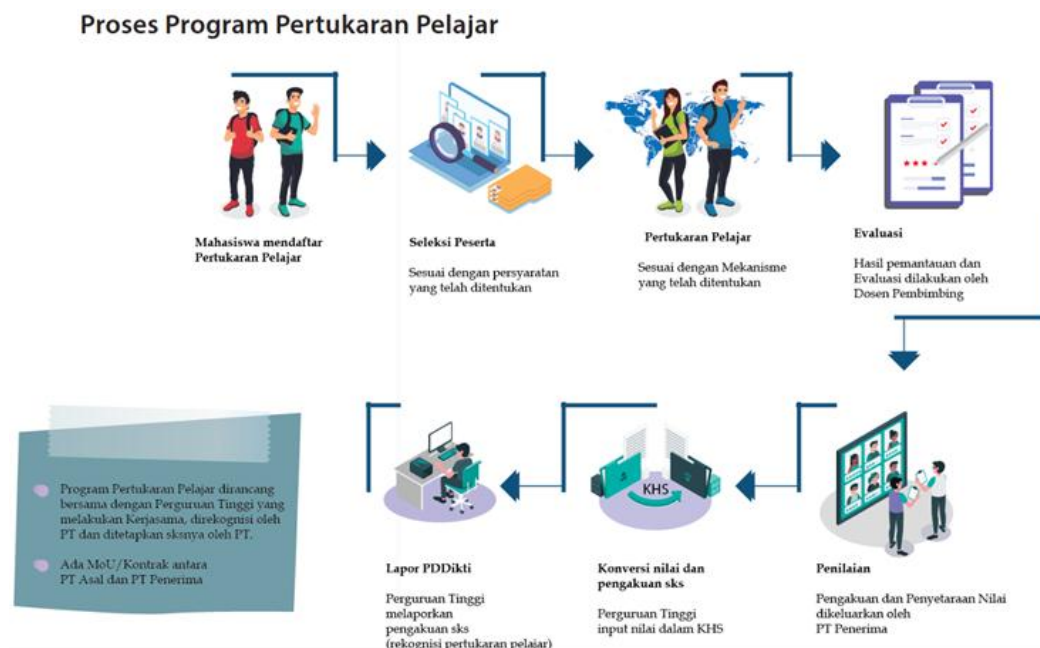 Proses Program Pertukaran Pelajar
Mahasiswa mendaftar
Pertukaran Pelajar
Seleksi Peserta
Sesuai dengan persyaratan
yang telah ditentukan
Pertukaran Pelajar
Sesuai dengan Mekanisme
yang telah ditentukan
Evaluasi
Hasil pemantauan dan
Evaluasi dilakukan oleh
Dosen Pembimbing
Penilaian
Pengakuan dan Penyetaraan Nilai
dikeluarkan oleh
PT Penerima
KHS
Konversi nilai dan
pengakuan sks
Perguruan Tinggi
input nilai dalam KHS
Lapor PDDikti
Perguruan Tinggi
melaporkan
pengakuan sks
(rekognisi pertukaran pelajar)
Program Pertukaran Pelajar dirancang
bersama dengan Perguruan Tinggi yang
melakukan Kerjasama, direkognisi oleh
PT dan ditetapkan sksnya oleh PT.
Ada MoU/Kontrak antara
PT Asal dan PT Penerima